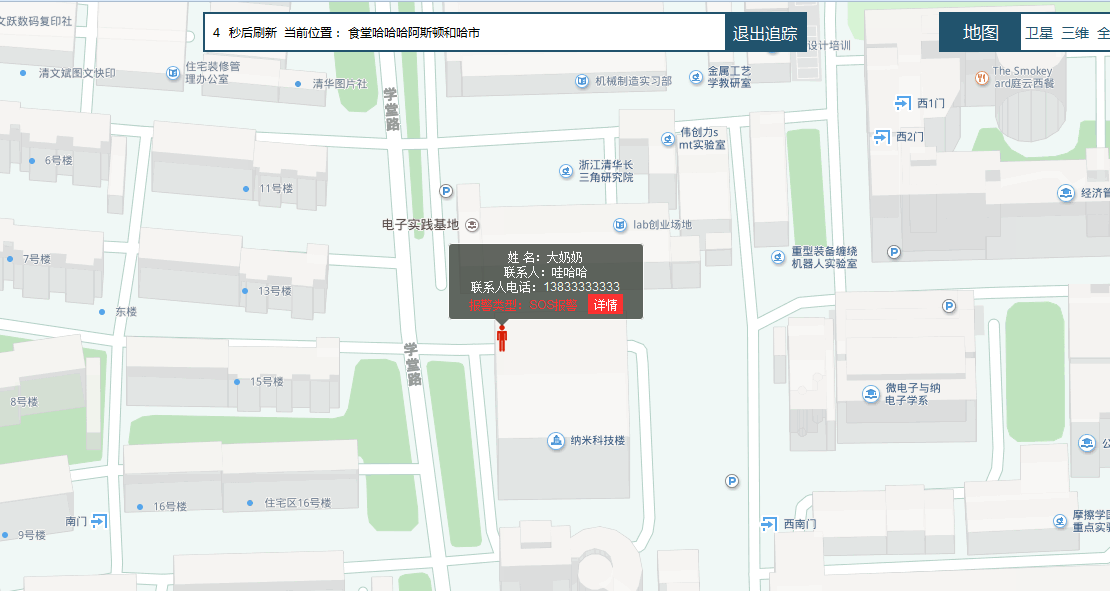 4 秒后刷新 当前位置： 食堂哈哈哈阿斯顿和哈市
退出追踪
地图
卫星 三维
文跃数码复印社
清文斌图文快印
住宅装修管
理办公室
清华图片社
学堂路
机械制造实习部
金属工艺
学教研室
设计培训
The Smokey
ard庭云西餐
西1门
西2门
伟创力s
mt实验室
浙江清华长
三角研究院
6号楼
11号楼
经济管
电子实践基地
lab创业场地
重型装备缠绕
机器人实验室
7号楼
13号楼
东楼
姓 名：大奶奶
联系人：哇哈哈
联系人电话：13833333333
报警类型：SOS报警 详情
学堂路
15号楼
8号楼
微电子与纳
电子学系
纳米科技楼
16号楼
住宅区16号楼
南门
9号楼
西南门
摩擦学国
重点实验